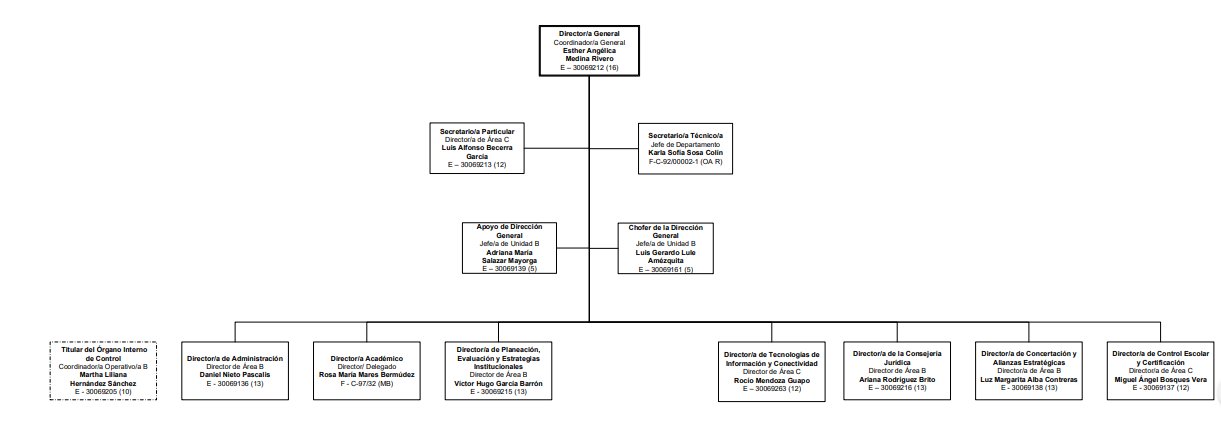 Director/a General
Coordinador/a General
Esther Angélica
Medina Rivero
E – 30069212 (16)
Secretario/a Particular
Director/a de Área C
Luis Alfonso Becerra
García
E – 30069213 (12)
Secretario/a Técnico/a
Jefe de Departamento
Karla Sofía Sosa Colín
F-C-92/00002-1 (OA R)
Apoyo de Dirección
General
Jefe/a de Unidad B
Adriana María
Salazar Mayorga
E – 30069139 (5)
Chofer de la Dirección
General
Jefe/a de Unidad B
Luis Gerardo Lule
Amézquita
E – 30069161 (5)
Titular del Órgano Interno
de Control
Coordinador/a Operativo/a B
Martha Liliana
Hernández Sánchez
E - 30069205 (10)
Director/a de Administración
Director de Área B
Daniel Nieto Pascalis
E - 30069136 (13)
Director/a Académico
Director/ Delegado
Rosa María Mares Bermúdez
F - C-97/32 (MB)
Director/a de Planeación,
Evaluación y Estrategias
Institucionales
Director de Área B
Víctor Hugo García Barrón
E - 30069215 (13)
Director/a de Tecnologías de
Información y Conectividad
Director de Área C
Rocio Mendoza Guapo
E – 30069263 (12)
Director/a de la Consejería
Jurídica
Director de Área B
Ariana Rodríguez Brito
E – 30069216 (13)
Director/a de Concertación y
Alianzas Estratégicas
Director/a de Área B
Luz Margarita Alba Contreras
E - 30069138 (13)
Director/a de Control Escolar
y Certificación
Director/a de Área C
Miguel Ángel Bosques Vera
E - 30069137 (12)